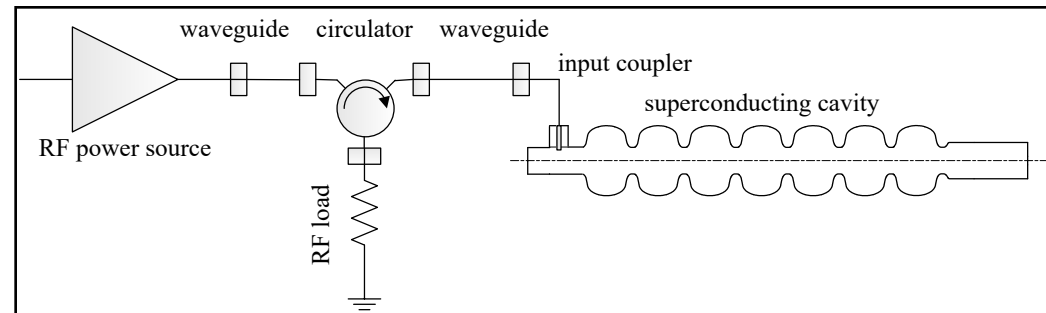 waveguide
circulator
waveguide
input coupler
superconducting cavity
RF power source
RF load